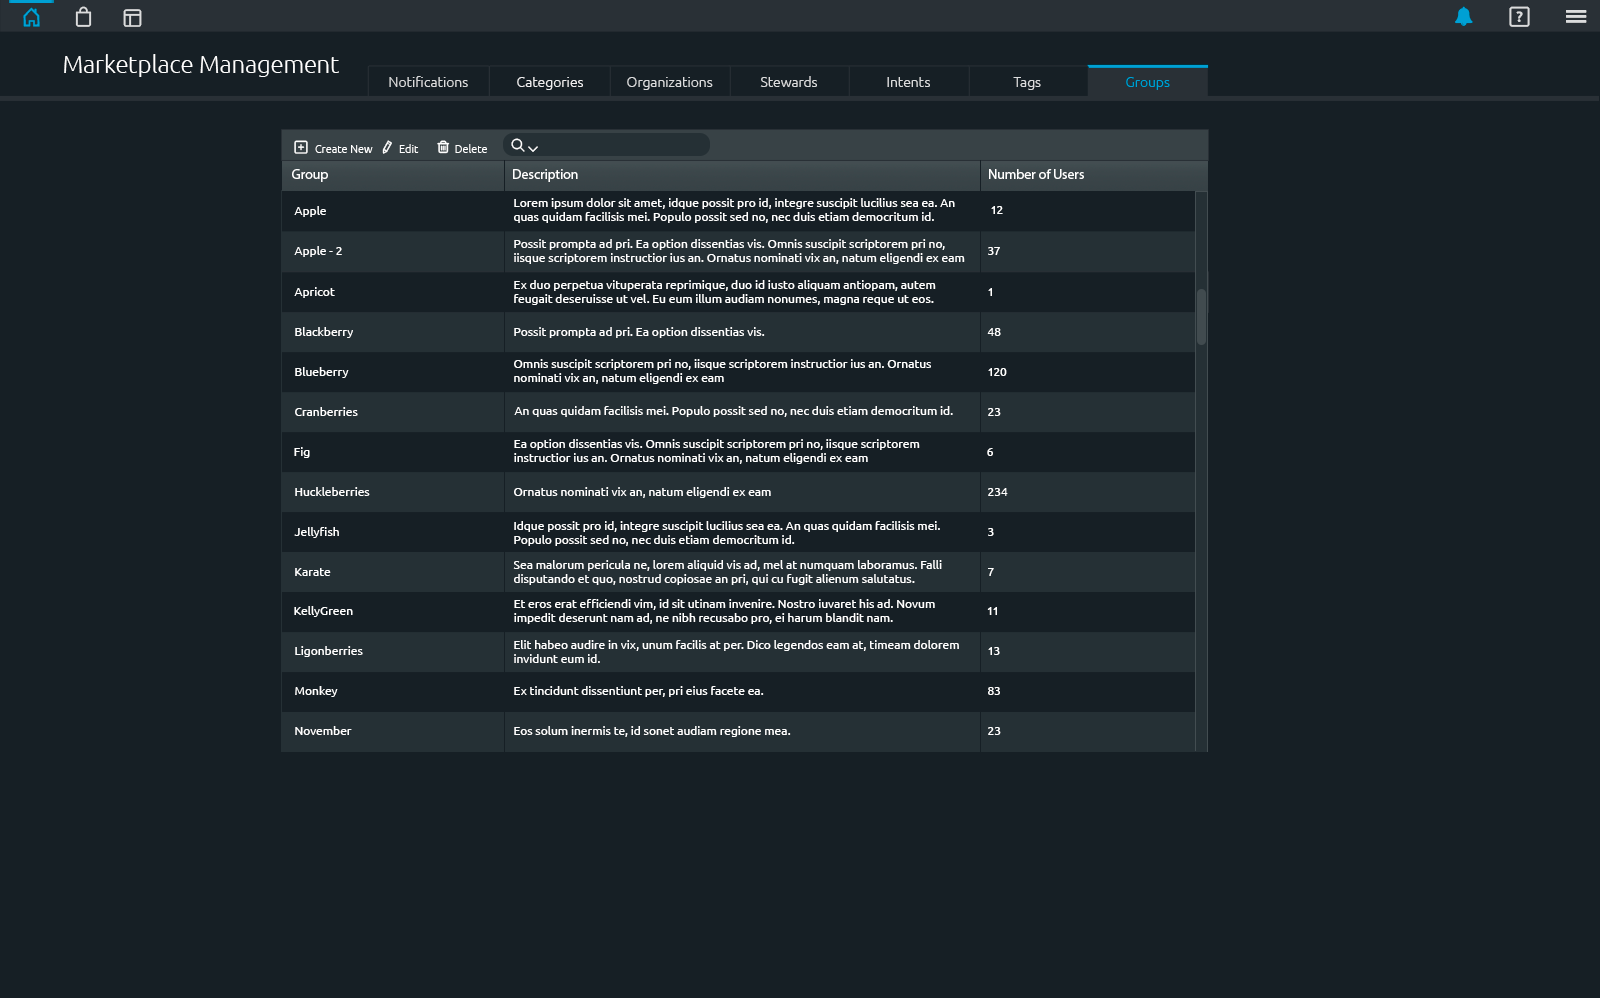 Marketplace Management
Notifications
Categories
Organizations
Stewards
Intents
Tags
Groups
Create New
Edit
Delete
Group
Description
Number of Users
Apple
Lorem ipsum dolor sit amet, idque possit pro id, integre suscipit lucilius sea ea. An
quas quidam facilisis mei. Populo possit sed no, nec duis etiam democritum id.
12
Apple - 2
Possit prompta ad pri. Ea option dissentias vis. Omnis suscipit scriptorem pri no,
iisque scriptorem instructior ius an. Ornatus nominati vix an, natum eligendi ex eam
37
Apricot
Ex duo perpetua vituperata reprimique, duo id iusto aliquam antiopam, autem
feugait deseruisse ut vel. Eu eum illum audiam nonumes, magna reque ut eos.
1
Blackberry
Possit prompta ad pri. Ea option dissentias vis.
48
Blueberry
Omnis suscipit scriptorem pri no, iisque scriptorem instructior ius an. Ornatus
nominati vix an, natum eligendi ex eam
120
Cranberries
An quas quidam facilisis mei. Populo possit sed no, nec duis etiam democritum id.
23
Fig
Ea option dissentias vis. Omnis suscipit scriptorem pri no, iisque scriptorem
instructior ius an. Ornatus nominati vix an, natum eligendi ex eam
6
Huckleberries
Ornatus nominati vix an, natum eligendi ex eam
234
Jellyfish
Idque possit pro id, integre suscipit lucilius sea ea. An quas quidam facilisis mei.
Populo possit sed no, nec duis etiam democritum id.
3
Karate
Sea malorum pericula ne, lorem aliquid vis ad, mel at numquam laboramus. Falli
disputando et quo, nostrud copiosae an pri, qui cu fugit alienum salutatus.
7
KellyGreen
Et eros erat efficiendi vim, id sit utinam invenire. Nostro iuvaret his ad. Novum
impedit deserunt nam ad, ne nibh recusabo pro, ei harum blandit nam.
11
Ligonberries
Elit habeo audire in vix, unum facilis at per. Dico legendos eam at, timeam dolorem
invidunt eum id.
13
Monkey
Ex tincidunt dissentiunt per, pri eius facete ea.
83
November
Eos solum inermis te, id sonet audiam regione mea.
23